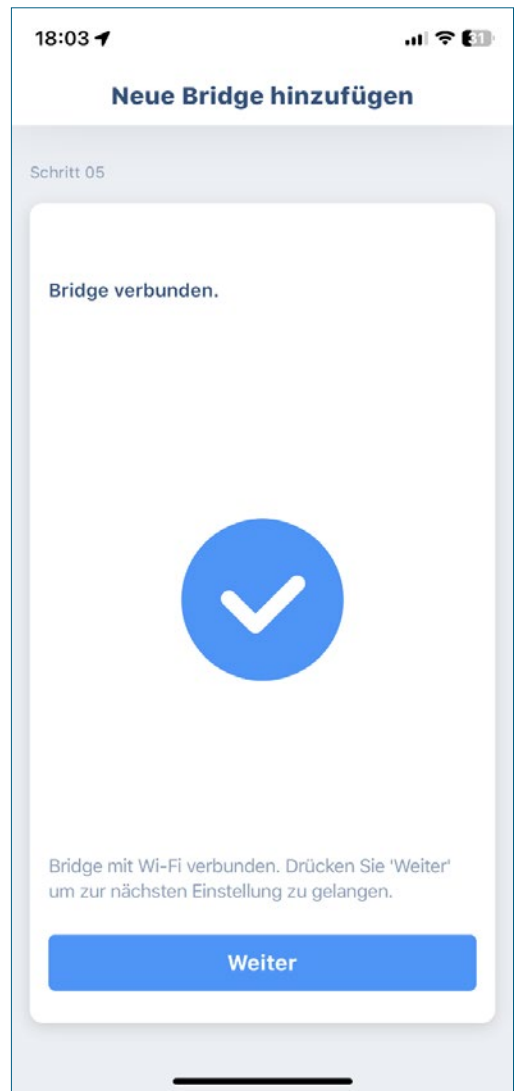 18:03
31
Neue Bridge hinzufügen
Schritt 05
Bridge verbunden.
Bridge mit Wi-Fi verbunden. Drücken Sie 'Weiter'
um zur nächsten Einstellung zu gelangen.
Weiter